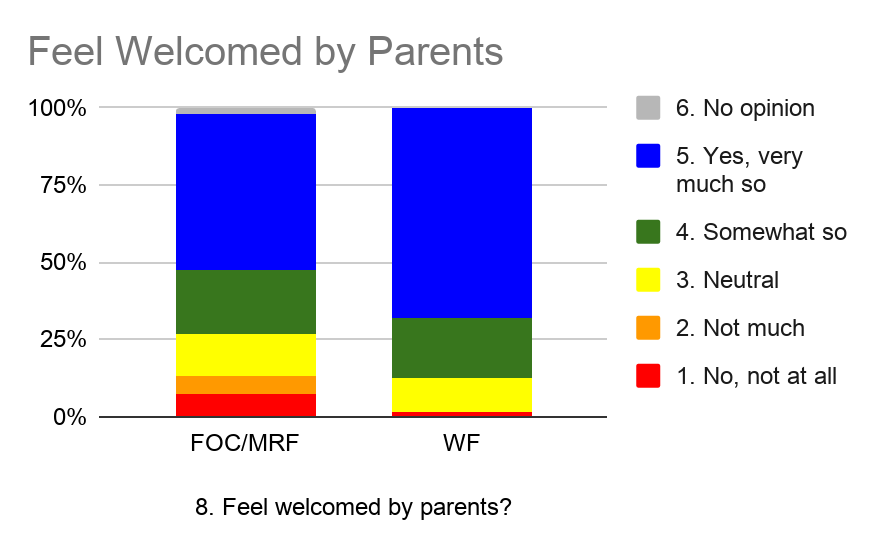 Feel Welcomed by Parents
100%
75%
50%
25%
0%
FOC/MRF
WF
8. Feel welcomed by parents?
6. No opinion
5. Yes, very
much so
4. Somewhat so
3. Neutral
2. Not much
1. No, not at all